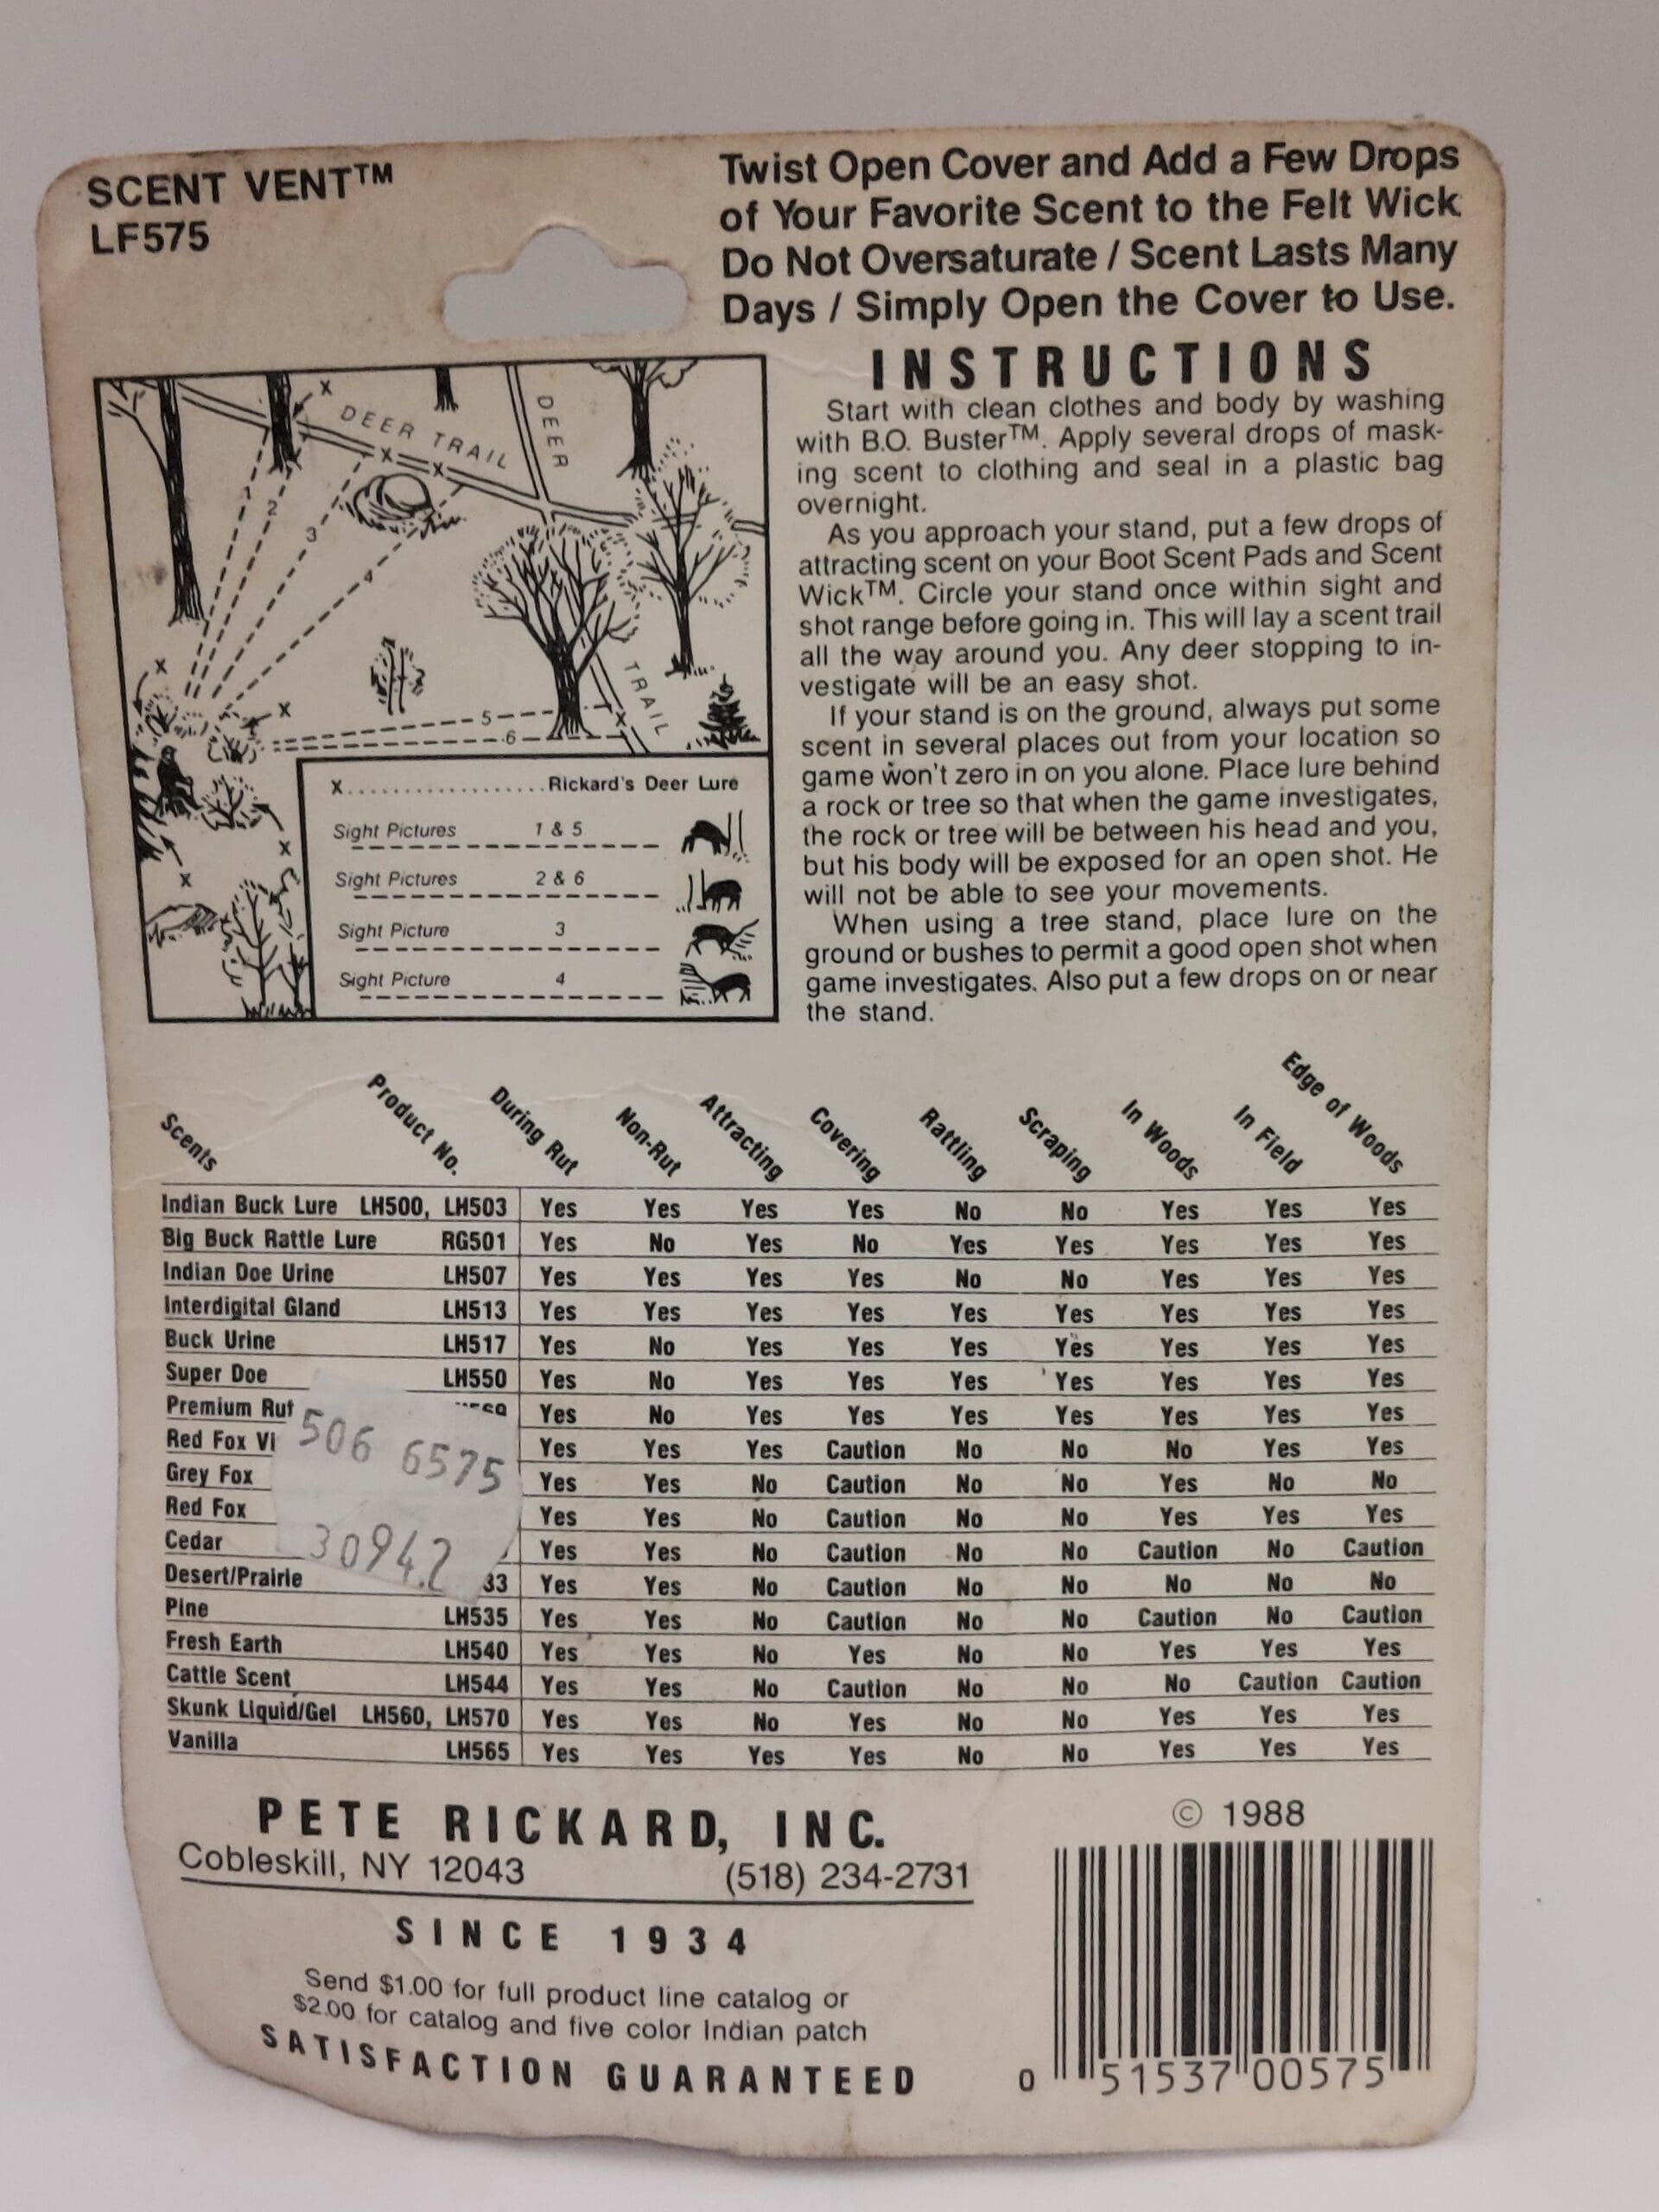 SCENT VENT™
LF575
Twist Open Cover and Add a Few Drops
of Your Favorite Scent to the Felt Wick
Do Not Oversaturate / Scent Lasts Many
Days / Simply Open the Cover to Use.
X
DEER TRAIL
DEER
X
X
1
2
3
4
X
X
5
6
X
TRAIL
X
X
X..................Rickard's Deer Lure
Sight Pictures 1 & 5
Sight Pictures 2 & 6
Sight Picture 3
Sight Picture 4
INSTRUCTIONS
Start with clean clothes and body by washing
with B.O. Buster™. Apply several drops of mask-
ing scent to clothing and seal in a plastic bag
overnight.
As you approach your stand, put a few drops of
attracting scent on your Boot Scent Pads and Scent
Wick™. Circle your stand once within sight and
shot range before going in. This will lay a scent trail
all the way around you. Any deer stopping to in-
vestigate will be an easy shot.
If your stand is on the ground, always put some
scent in several places out from your location so
game won't zero in on you alone. Place lure behind
a rock or tree so that when the game investigates,
the rock or tree will be between his head and you,
but his body will be exposed for an open shot. He
will not be able to see your movements.
When using a tree stand, place lure on the
ground or bushes to permit a good open shot when
game investigates. Also put a few drops on or near
the stand.
Scents Product No. During Rut Non-Rut Attracting Covering Rattling Scraping In Woods In Field Edge of Woods
Indian Buck Lure LH500, LH503 Yes Yes Yes Yes No No Yes Yes Yes
Big Buck Rattle Lure RG501 Yes No Yes No Yes Yes Yes Yes Yes
Indian Doe Urine LH507 Yes Yes Yes Yes No No Yes Yes Yes
Interdigital Gland LH513 Yes Yes Yes Yes Yes Yes Yes Yes Yes
Buck Urine LH517 Yes No Yes Yes Yes Yes Yes Yes Yes
Super Doe LH550 Yes No Yes Yes Yes Yes Yes Yes Yes
Premium Rut Yes No Yes Yes Yes Yes Yes Yes Yes
Red Fox Vi Yes Yes Yes Caution No No No Yes Yes
Grey Fox Yes Yes No Caution No No Yes No No
Red Fox Yes Yes No Caution No No Yes Yes Yes
Cedar Yes Yes No Caution No No Caution No Caution
Desert/Prairie 33 Yes Yes No Caution No No No No No
Pine LH535 Yes Yes No Caution No No Caution No Caution
Fresh Earth LH540 Yes Yes No Yes No No Yes Yes Yes
Cattle Scent LH544 Yes Yes No Caution No No No Caution Caution
Skunk Liquid/Gel LH560, LH570 Yes Yes No Yes No No Yes Yes Yes
Vanilla LH565 Yes Yes Yes Yes No No Yes Yes Yes
506 6575
30942
PETE RICKARD, INC.
Cobleskill, NY 12043 (518) 234-2731
SINCE 1934
Send $1.00 for full product line catalog or
$2.00 for catalog and five color Indian patch
SATISFACTION GUARANTEED
© 1988
0 51537 00575